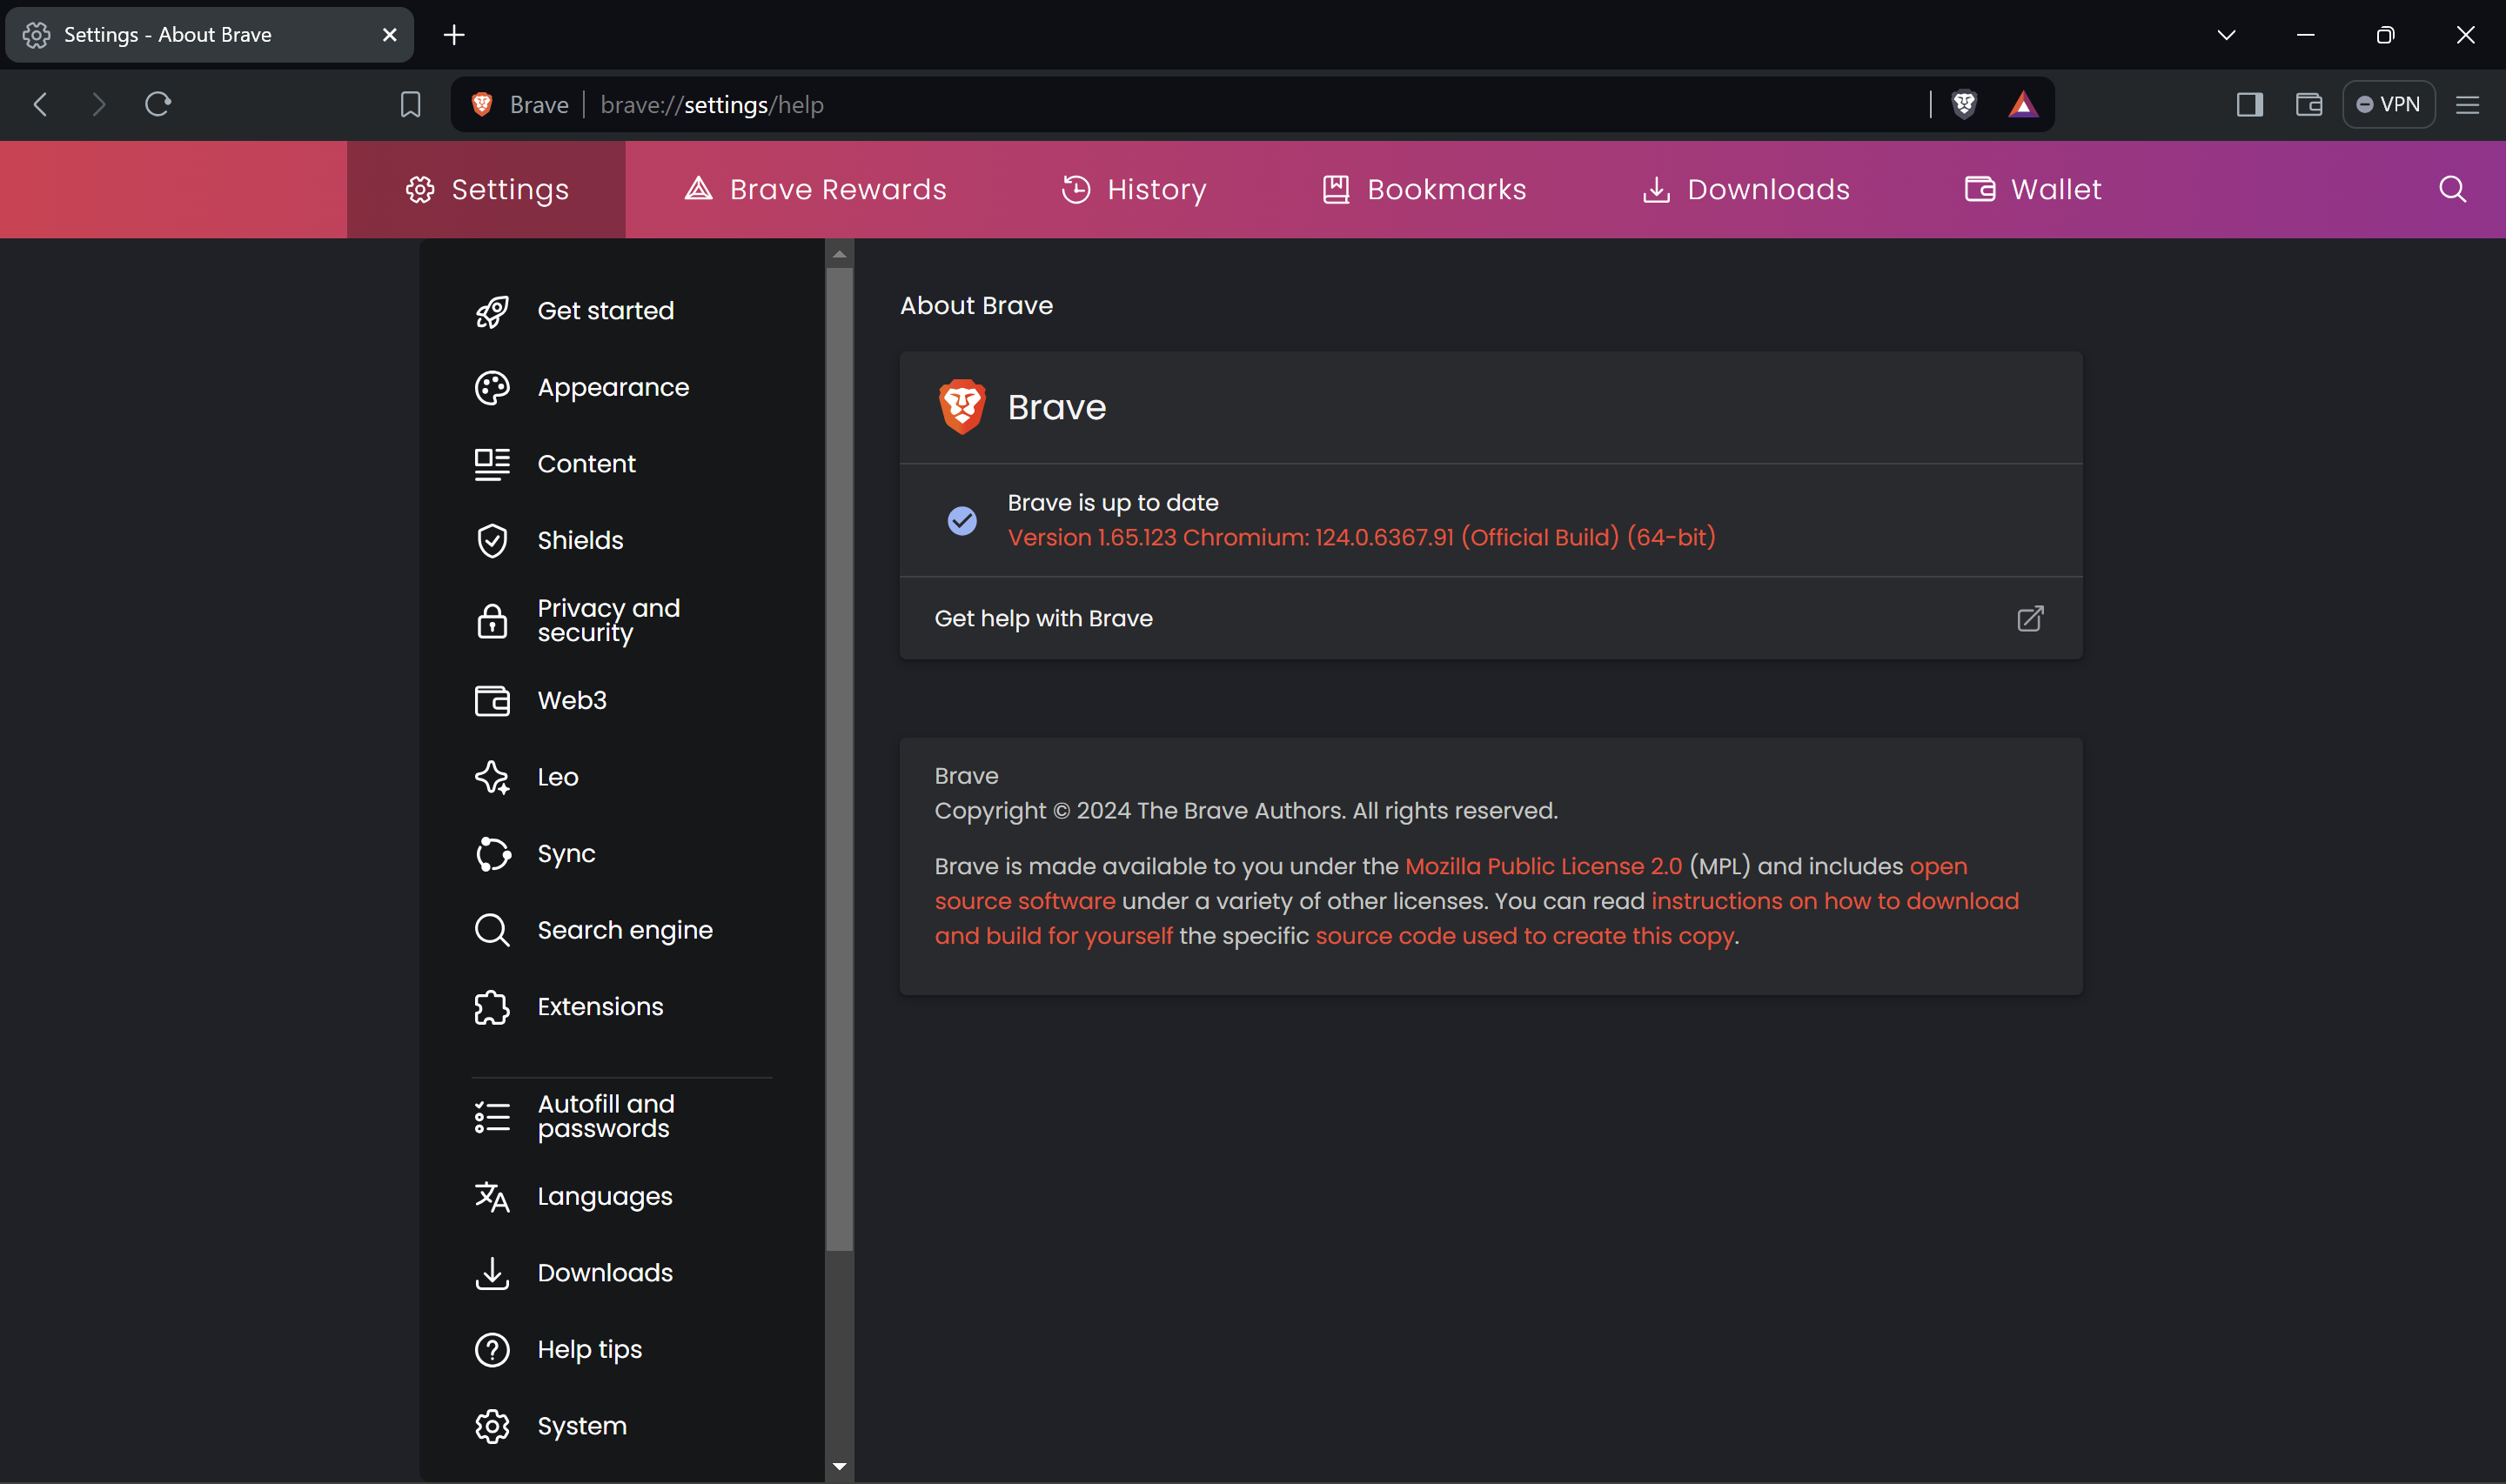 Settings - About Brave
Brave
brave://settings/help
VPN
Settings
Brave Rewards
History
Bookmarks
Downloads
Wallet
Get started
Appearance
Content
Shields
Privacy and
security
Web3
Leo
Sync
Search engine
Extensions
Autofill and
passwords
Languages
Downloads
Help tips
System
About Brave
Brave
Brave is up to date
Version 1.65.123 Chromium: 124.0.6367.91 (Official Build) (64-bit)
Get help with Brave
Brave
Copyright © 2024 The Brave Authors. All rights reserved.
Brave is made available to you under the Mozilla Public License 2.0 (MPL) and includes open
source software under a variety of other licenses. You can read instructions on how to download
and build for yourself the specific source code used to create this copy.